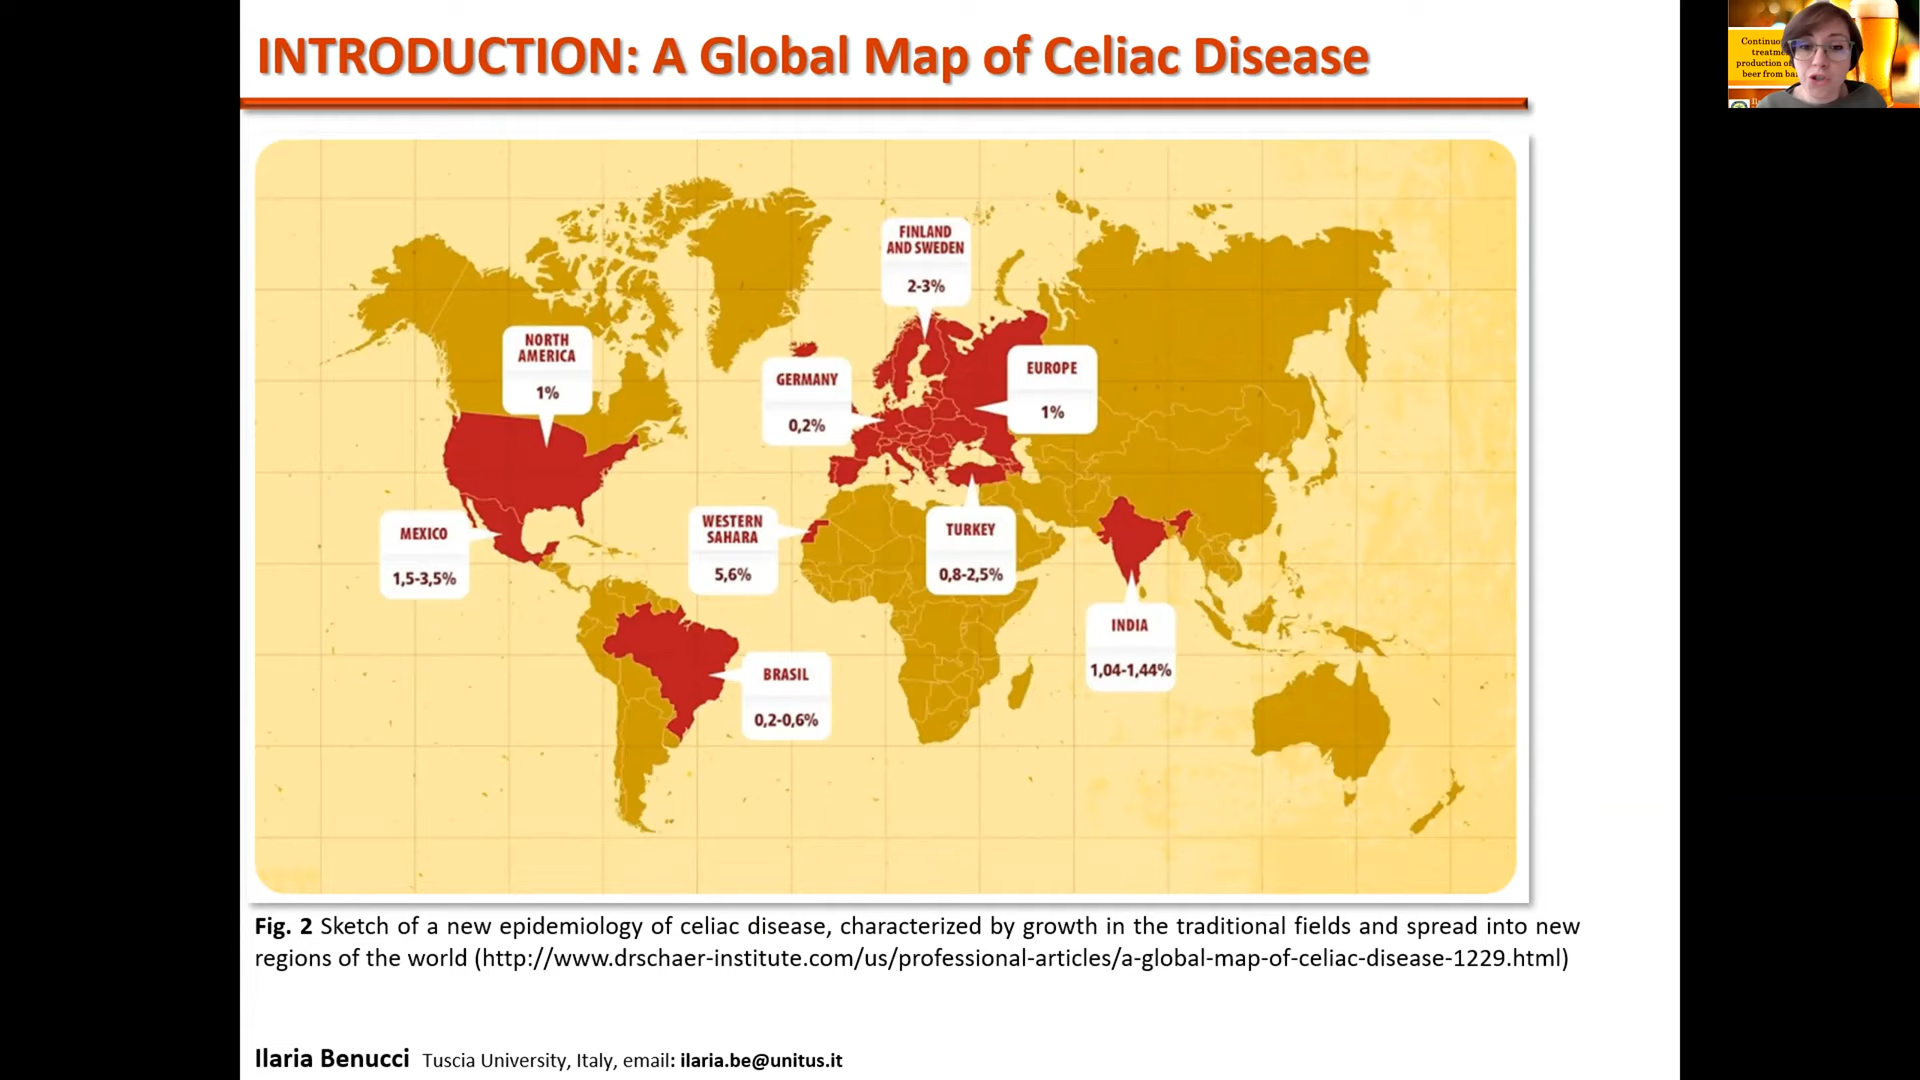 INTRODUCTION: A Global Map of Celiac Disease
FINLAND
AND SWEDEN
2-3%
NORTH
AMERICA
1%
GERMANY
0,2%
EUROPE
1%
MEXICO
1,5-3,5%
WESTERN
SAHARA
5,6%
TURKEY
0,8-2,5%
INDIA
1,04-1,44%
BRASIL
0,2-0,6%
Fig. 2 Sketch of a new epidemiology of celiac disease, characterized by growth in the traditional fields and spread into new
regions of the world (http://www.drschaer-institute.com/us/professional-articles/a-global-map-of-celiac-disease-1229.html)
Ilaria Benucci Tuscia University, Italy, email: ilaria.be@unitus.it
production of
beer from